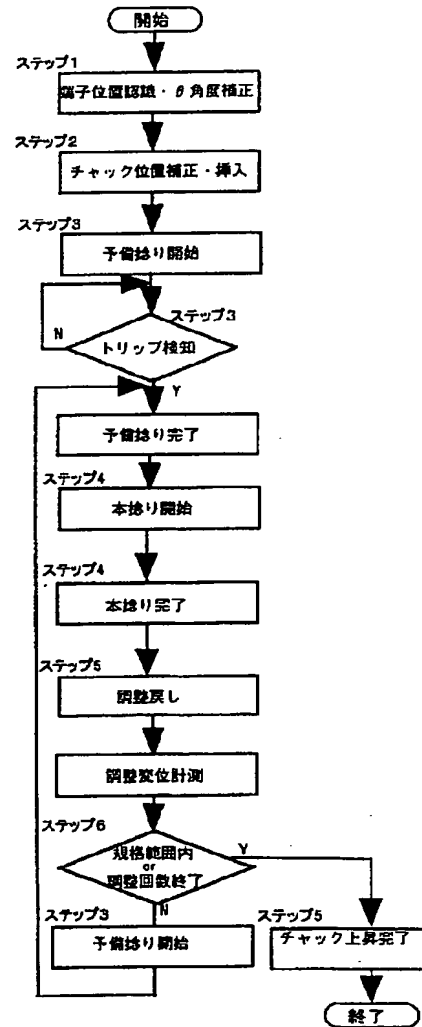 開始
ステップ1
端子位置認識・θ角度補正
ステップ2
チャック位置補正・挿入
ステップ3
予備捻り開始
ステップ3
トリップ検知
N
Y
予備捻り完了
ステップ4
本捻り開始
ステップ4
本捻り完了
ステップ5
調整戻し
調整変位計測
ステップ6
規格範囲内
or
調整回数終了
Y
N
ステップ3
予備捻り開始
ステップ5
チャック上昇完了
終了